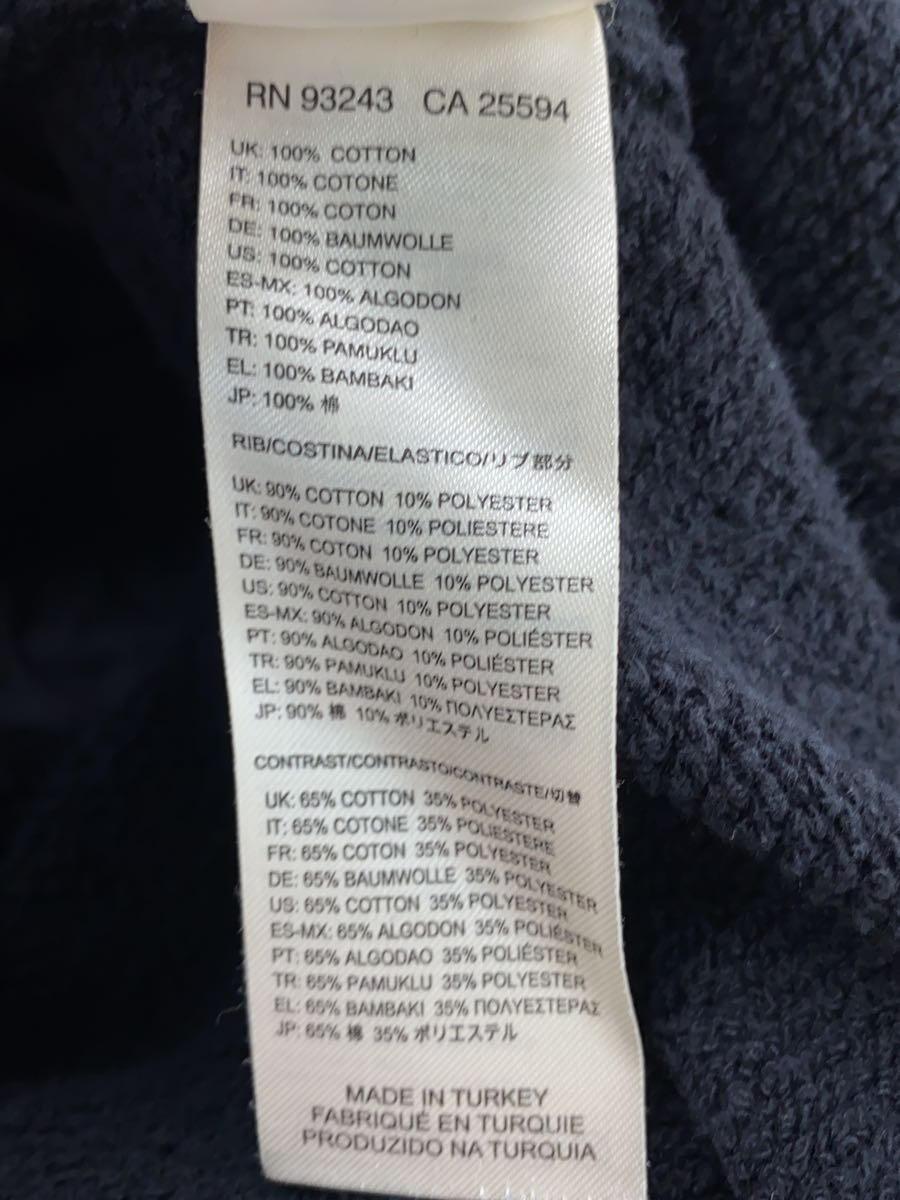 RN 93243 CA 25594
UK: 100% COTTON
IT: 100% COTONE
FR: 100% COTON
DE: 100% BAUMWOLLE
US: 100% COTTON
ES-MX: 100% ALGODON
PT: 100% ALGODAO
TR: 100% PAMUKLU
EL: 100% BAMBAKI
JP: 100% 棉
RIB/COSTINA/ELASTICO/リブ部分
UK: 90% COTTON 10% POLYESTER
IT: 90% COTONE 10% POLIESTERE
FR: 90% COTON 10% POLYESTER
DE: 90% BAUMWOLLE 10% POLYESTER
US: 90% COTTON 10% POLYESTER
ES-MX: 90% ALGODON 10% POLIÉSTER
PT: 90% ALGODAO 10% POLIÉSTER
TR: 90% PAMUKLU 10% POLYESTER
EL: 90% BAMBAKI 10% ΠΟΛΥΕΣΤΕΡΑΣ
JP: 90% 棉 10% ポリエステル
CONTRAST/CONTRASTO/CONTRASTE/切替
UK: 65% COTTON 35% POLYESTER
IT: 65% COTONE 35% POLIESTERE
FR: 65% COTON 35% POLYESTER
DE: 65% BAUMWOLLE 35% POLYESTER
US: 65% COTTON 35% POLYESTER
ES-MX: 65% ALGODON 35% POLIÉSTER
PT: 65% ALGODAO 35% POLIÉSTER
TR: 65% PAMUKLU 35% POLYESTER
EL: 65% BAMBAKI 35% ΠΟΛΥΕΣΤΕΡΑΣ
JP: 65% 棉 35% ポリエステル
MADE IN TURKEY
FABRIQUÉ EN TURQUIE
PRODUZIDO NA TURQUIA